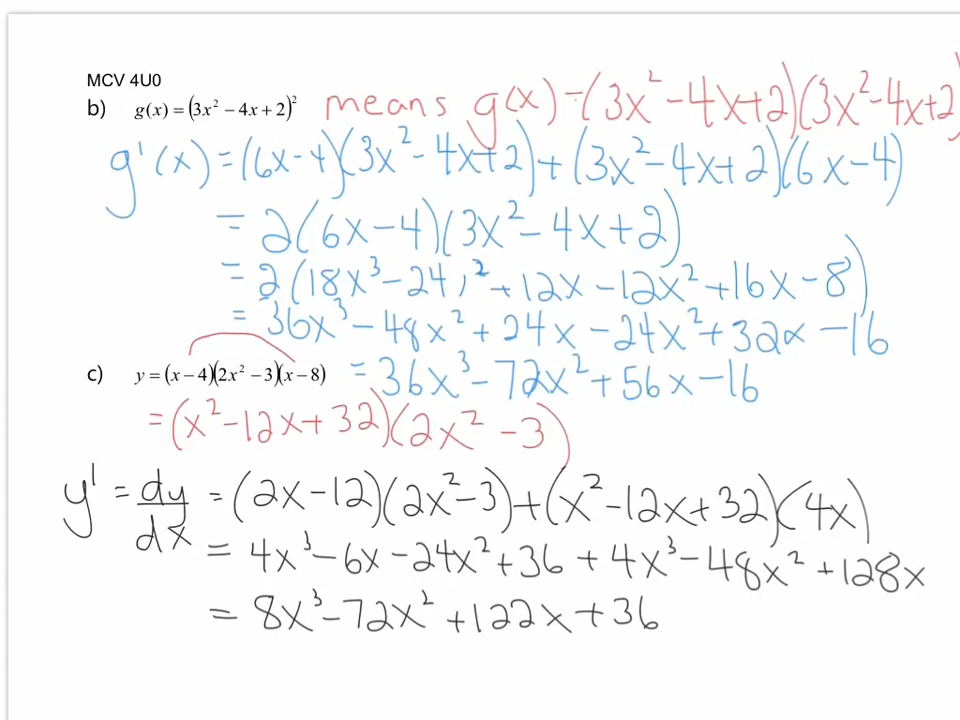 MCV 4U0
b) g(x) = (3x² − 4x + 2)² means g(x) = (3x² − 4x + 2)(3x² − 4x + 2)
g'(x) = (6x − 4)(3x² − 4x + 2) + (3x² − 4x + 2)(6x − 4)
= 2(6x − 4)(3x² − 4x + 2)
= 2(18x³ − 24x² + 12x − 12x² + 16x − 8)
= 36x³ − 48x² + 24x − 24x² + 32x − 16
c) y = (x − 4)(2x² − 3)(x − 8) = 36x³ − 72x² + 56x − 16
= (x² − 12x + 32)(2x² − 3)
y' = dy/dx = (2x − 12)(2x² − 3) + (x² − 12x + 32)(4x)
= 4x³ − 6x − 24x² + 36 + 4x³ − 48x² + 128x
= 8x³ − 72x² + 122x + 36